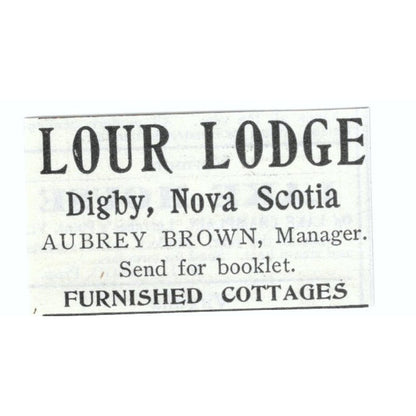 LOUR LODGE
Digby, Nova Scotia
AUBREY BROWN, Manager.
Send for booklet.
FURNISHED COTTAGES